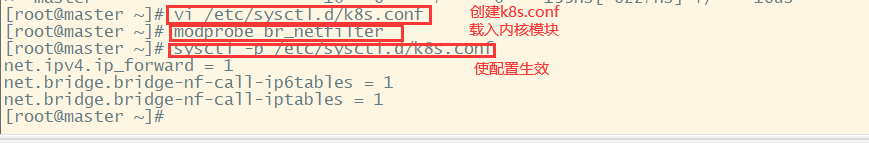 [root@master ~]# vi /etc/sysctl.d/k8s.conf 创建k8s.conf
[root@master ~]# modprobe br_netfilter 载入内核模块
[root@master ~]# sysctl -p /etc/sysctl.d/k8s.conf
net.ipv4.ip_forward = 1 使配置生效
net.bridge.bridge-nf-call-ip6tables = 1
net.bridge.bridge-nf-call-iptables = 1
[root@master ~]#